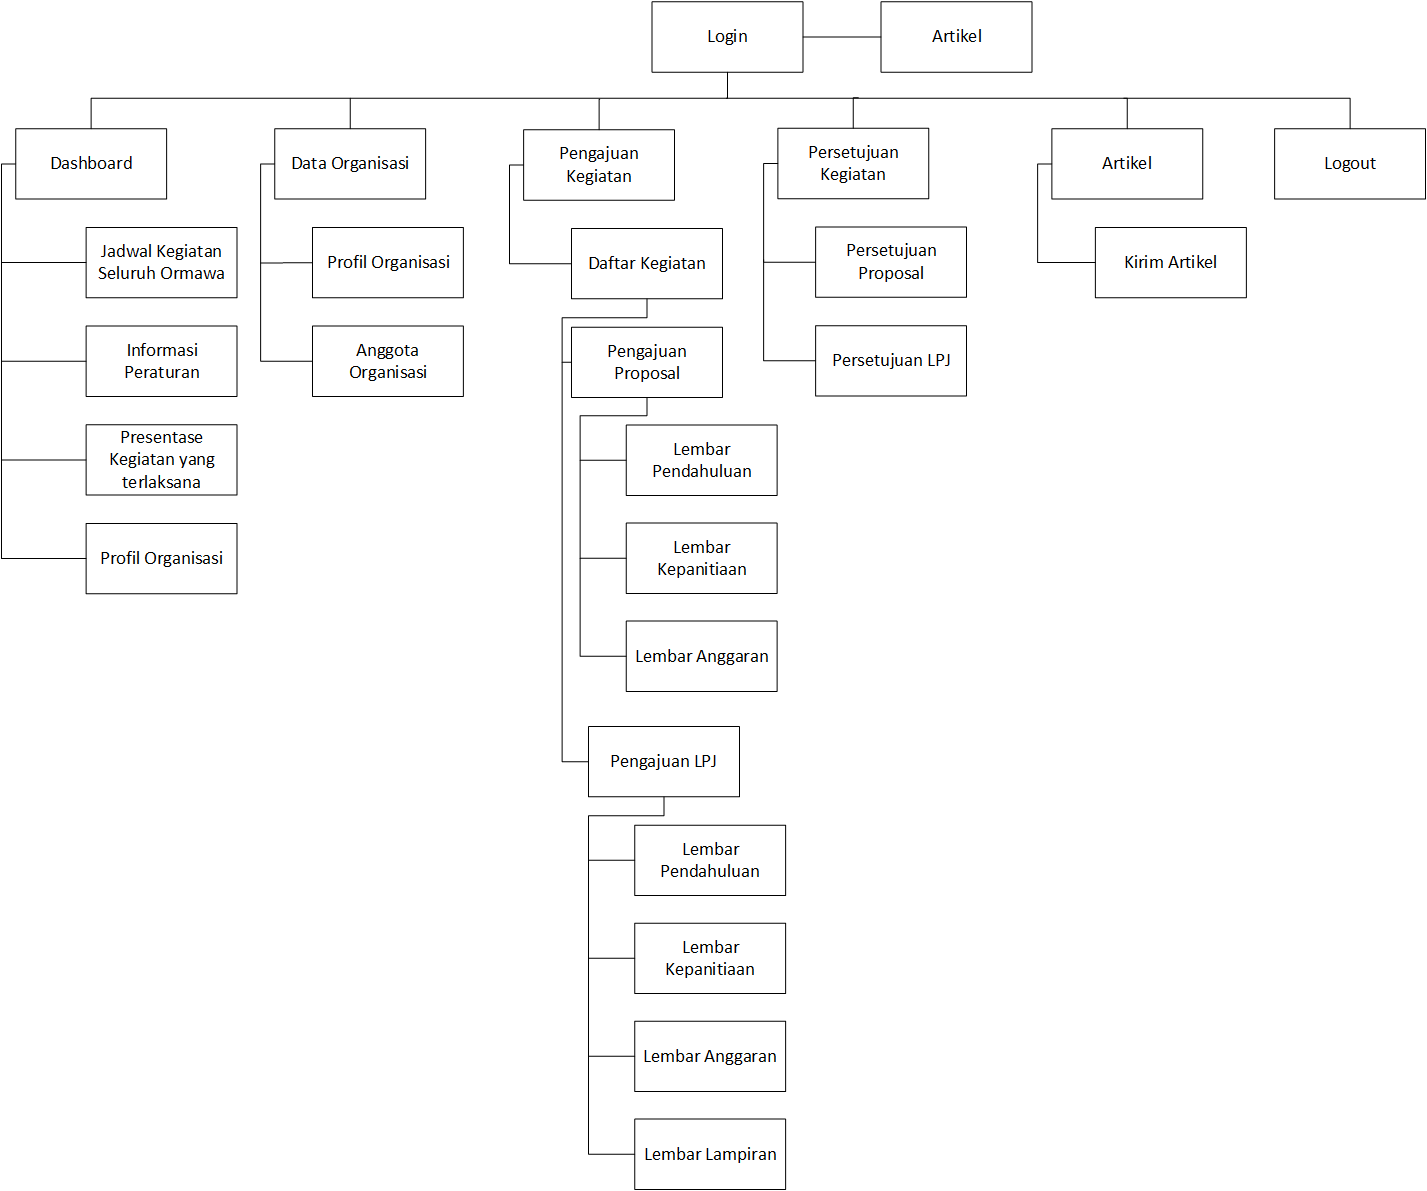 Login
Artikel
Dashboard
Data Organisasi
Pengajuan
Kegiatan
Persetujuan
Kegiatan
Artikel
Logout
Jadwal Kegiatan
Seluruh Ormawa
Profil Organisasi
Daftar Kegiatan
Persetujuan
Proposal
Kirim Artikel
Informasi
Peraturan
Anggota
Organisasi
Pengajuan
Proposal
Persetujuan LPJ
Presentase
Kegiatan yang
terlaksana
Lembar
Pendahuluan
Profil Organisasi
Lembar
Kepanitiaan
Lembar Anggaran
Pengajuan LPJ
Lembar
Pendahuluan
Lembar
Kepanitiaan
Lembar Anggaran
Lembar Lampiran